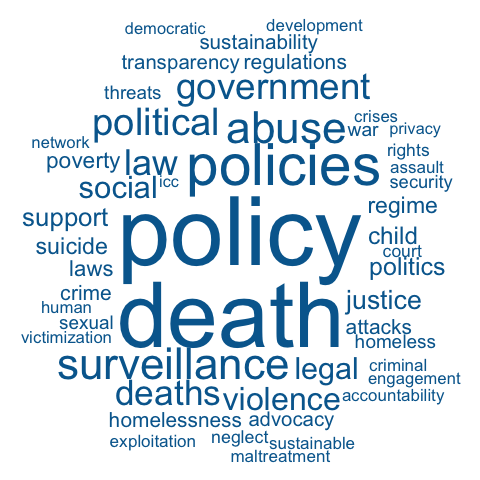 democratic
development
sustainability
transparency
regulations
threats
government
political
abuse
crises
war
privacy
network
poverty
law
policies
rights
assault
social
icc
security
support
policy
regime
suicide
child
court
laws
politics
crime
death
justice
human
sexual
attacks
victimization
homeless
surveillance
legal
criminal
engagement
deaths
violence
accountability
homelessness
advocacy
exploitation
neglect
sustainable
maltreatment